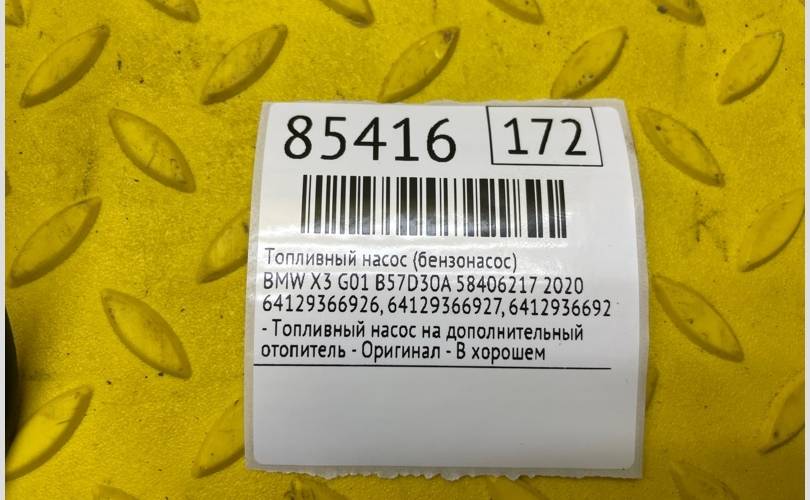 85416 172
Топливный насос (бензонасос)
BMW X3 G01 B57D30A 58406217 2020
64129366926, 64129366927, 6412936692
- Топливный насос на дополнительный
отопитель - Оригинал - В хорошем